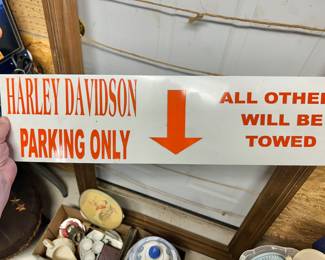 HARLEY DAVIDSON
PARKING ONLY
ALL OTHER
WILL BE
TOWED